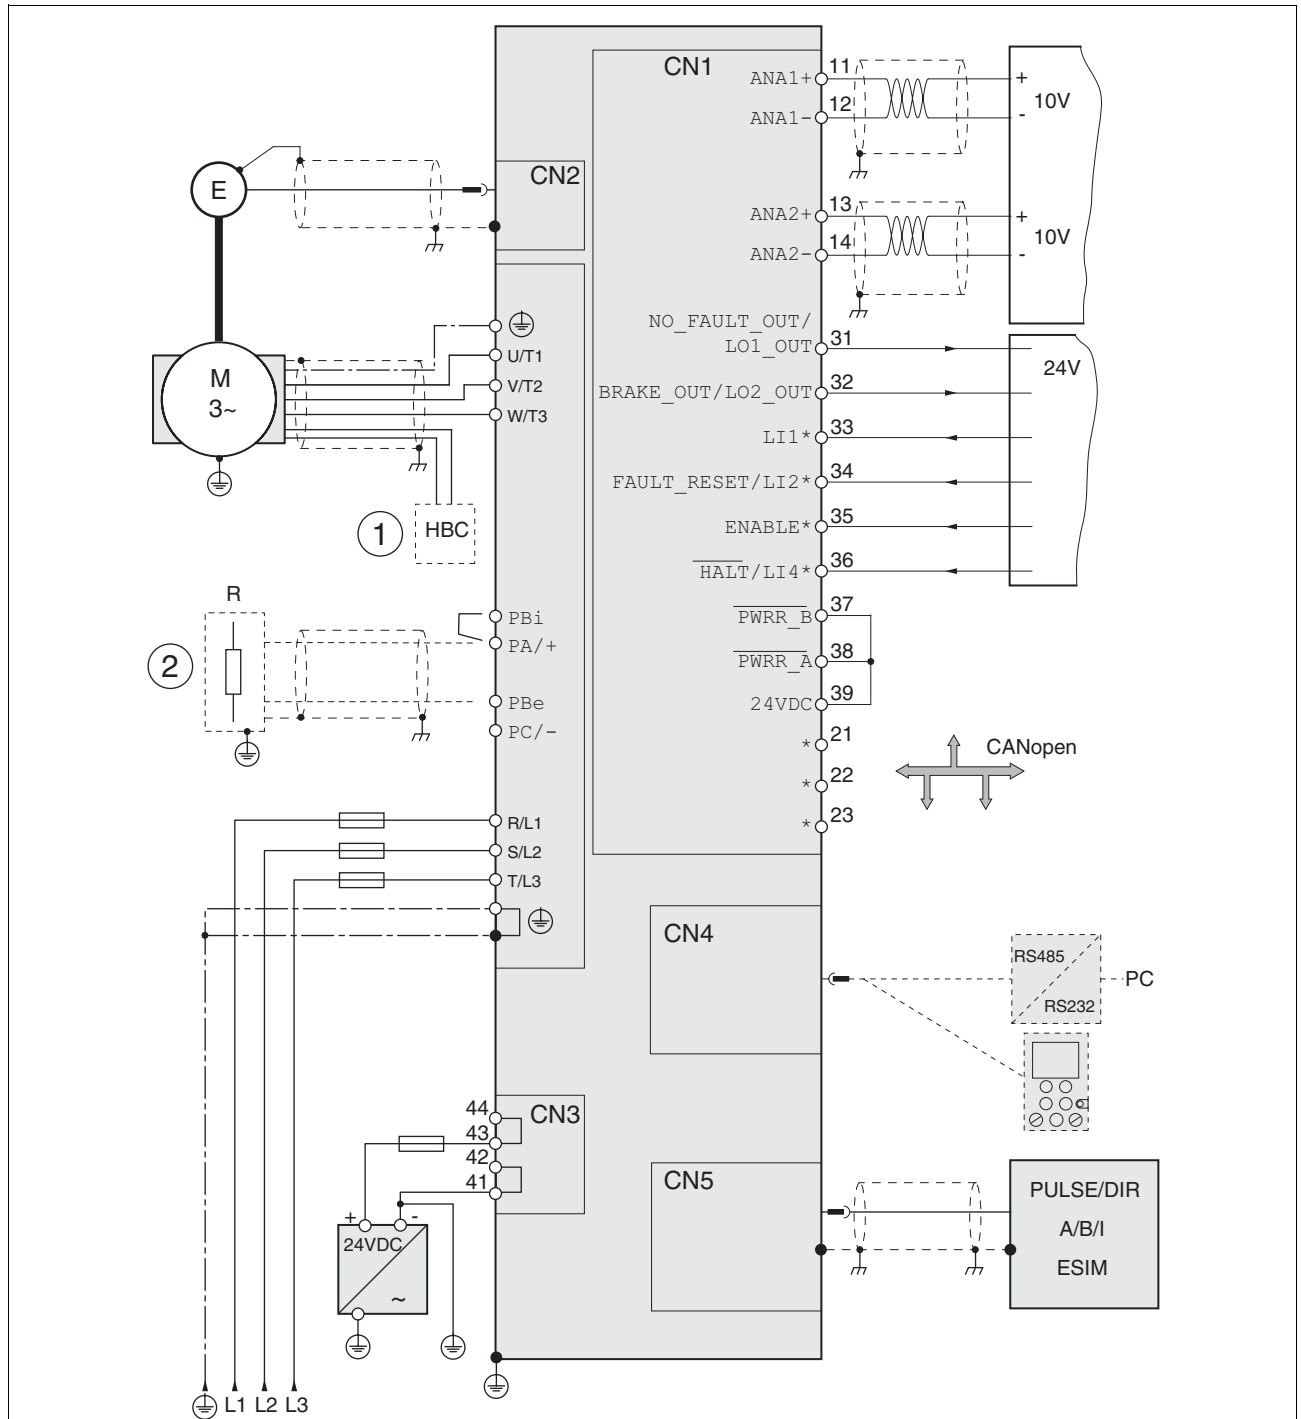 CN1
ANA1+
11
ANA1-
12
+
10V
-
ANA2+
13
ANA2-
14
+
10V
-
E
CN2
NO_FAULT_OUT/
LO1_OUT
31
24V
BRAKE_OUT/LO2_OUT
32
LI1*
33
FAULT_RESET/LI2*
34
ENABLE*
35
HALT/LI4*
36
PWRR_B
37
PWRR_A
38
24VDC
39
*
21
*
22
*
23
CANopen
U/T1
V/T2
W/T3
M
3~
1
HBC
R
2
PBi
PA/+
PBe
PC/-
R/L1
S/L2
T/L3
CN4
RS485
RS232
PC
CN3
44
43
42
41
+
-
24VDC
~
CN5
PULSE/DIR
A/B/I
ESIM
L1 L2 L3